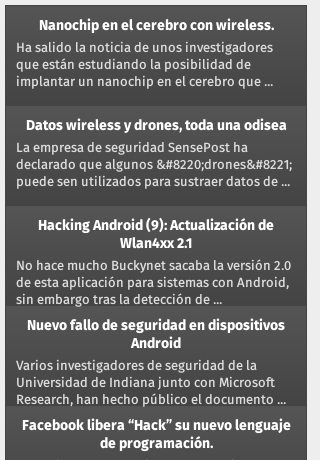 Nanochip en el cerebro con wireless.
Ha salido la noticia de unos investigadores
que están estudiando la posibilidad de
implantar un nanochip en el cerebro que ...
Datos wireless y drones, toda una odisea
La empresa de seguridad SensePost ha
declarado que algunos &#8220;drones&#8221;
puede sen utilizados para sustraer datos de ...
Hacking Android (9): Actualización de
Wlan4xx 2.1
No hace mucho Buckynet sacaba la versión 2.0
de esta aplicación para sistemas con Android,
sin embargo tras la detección de ...
Nuevo fallo de seguridad en dispositivos
Android
Varios investigadores de seguridad de la
Universidad de Indiana junto con Microsoft
Research, han hecho público el documento ...
Facebook libera “Hack” su nuevo lenguaje
de programación.